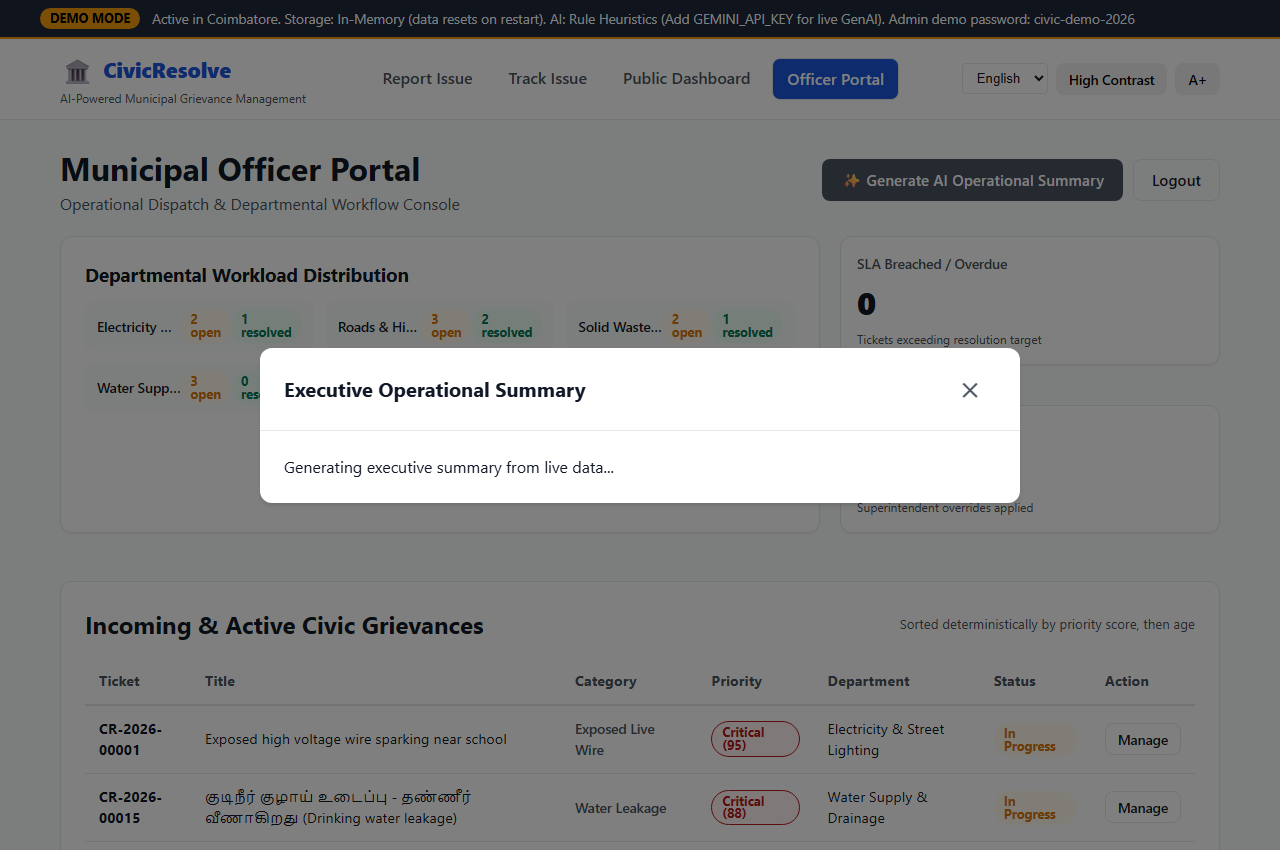 DEMO MODE Active in Coimbatore. Storage: In-Memory (data resets on restart). AI: Rule Heuristics (Add GEMINI_API_KEY for live GenAI). Admin demo password: civic-demo-2026
CivicResolve
AI-Powered Municipal Grievance Management
Report Issue Track Issue Public Dashboard Officer Portal English High Contrast A+
Municipal Officer Portal
Operational Dispatch & Departmental Workflow Console
Generate AI Operational Summary Logout
Departmental Workload Distribution
Electricity ... 2 open 1 resolved
Roads & Hi... 3 open 2 resolved
Solid Waste... 2 open 1 resolved
Water Supp... 3 open 0
SLA Breached / Overdue
0
Tickets exceeding resolution target
Executive Operational Summary
Generating executive summary from live data...
Superintendent overrides applied
Incoming & Active Civic Grievances
Sorted deterministically by priority score, then age
Ticket Title Category Priority Department Status Action
CR-2026-00001 Exposed high voltage wire sparking near school Exposed Live Wire Critical (95) Electricity & Street Lighting In Progress Manage
CR-2026-00015 குடிநீர் குழாய் உடைப்பு - தண்ணீர் வீணாகிறது (Drinking water leakage) Water Leakage Critical (88) Water Supply & Drainage In Progress Manage